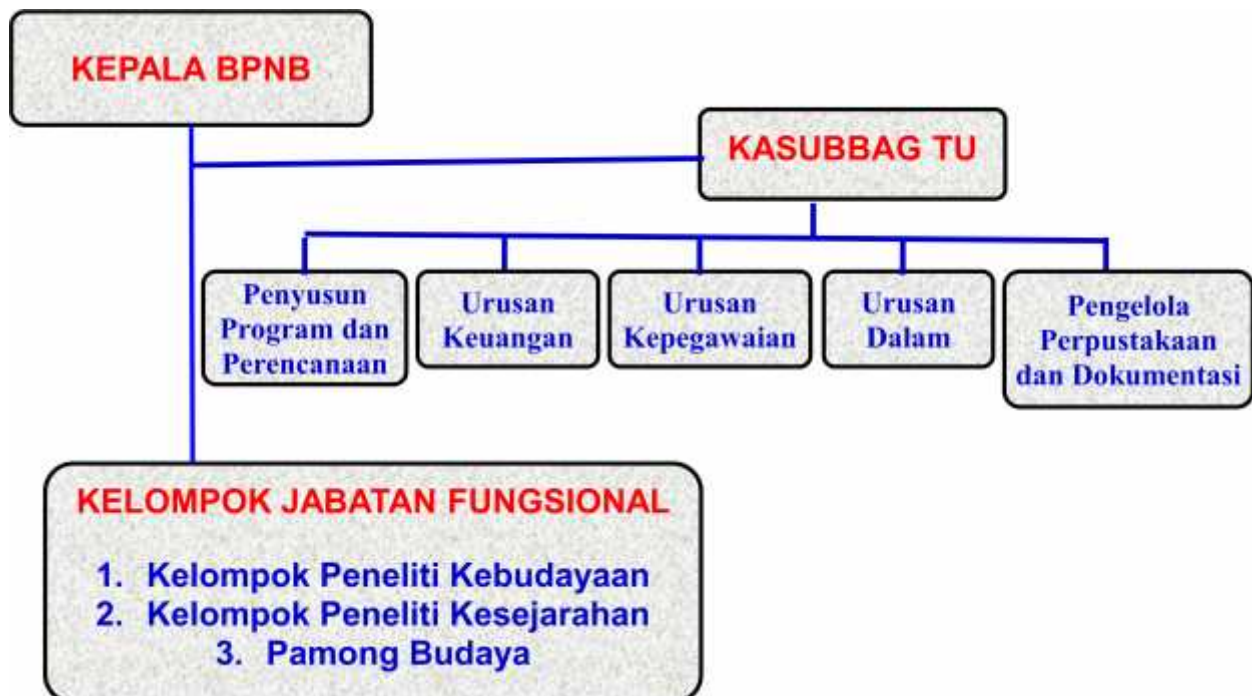 KEPALA BPNB
KASUBBAG TU
Penyusun
Program dan
Perencanaan
Urusan
Keuangan
Urusan
Kepegawaian
Urusan
Dalam
Pengelola
Perpustakaan
dan Dokumentasi
KELOMPOK JABATAN FUNGSIONAL
1. Kelompok Peneliti Kebudayaan
2. Kelompok Peneliti Kesejarahan
3. Pamong Budaya